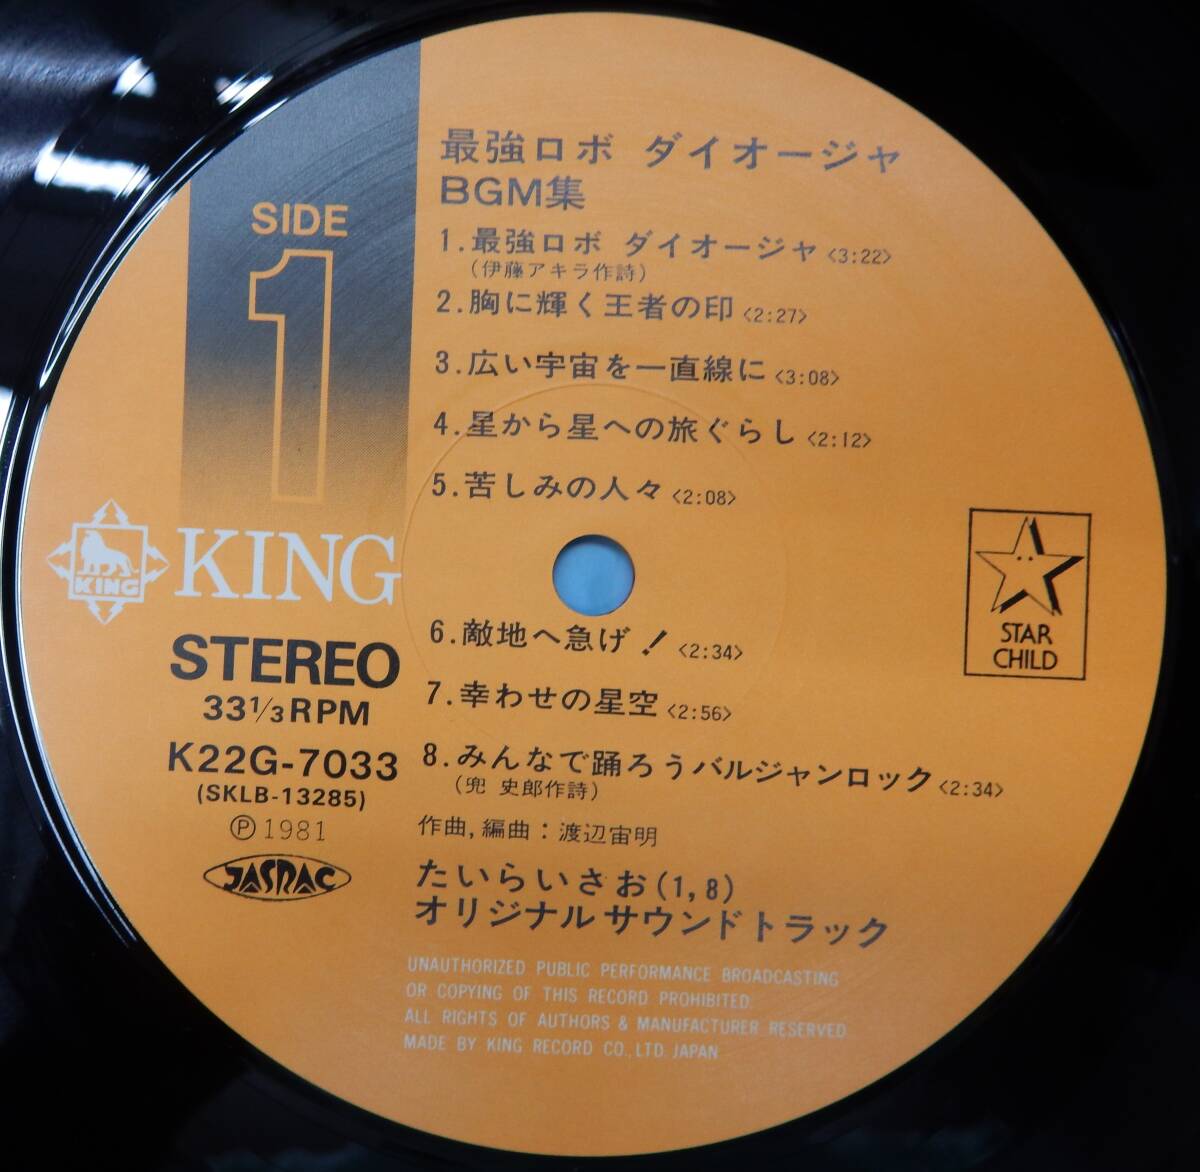 SIDE
1
KING
KING
STEREO
33 1/3 RPM
K22G-7033
(SKLB-13285)
Ⓟ1981
JASRAC
最強ロボ ダイオージャ
BGM集
1.最強ロボ ダイオージャ<3:22>
(伊藤アキラ作詩)
2.胸に輝く王者の印<2:27>
3.広い宇宙を一直線に<3:08>
4.星から星への旅ぐらし<2:12>
5.苦しみの人々<2:08>
6.敵地へ急げ!<2:34>
7.幸わせの星空<2:56>
8.みんなで踊ろうバルジャンロック<2:34>
(兜 史郎作詩)
作曲,編曲:渡辺宙明
たいらいさお(1,8)
オリジナルサウンドトラック
UNAUTHORIZED PUBLIC PERFORMANCE BROADCASTING
OR COPYING OF THIS RECORD PROHIBITED.
ALL RIGHTS OF AUTHORS & MANUFACTURER RESERVED
MADE BY KING RECORD CO., LTD. JAPAN
STAR
CHILD